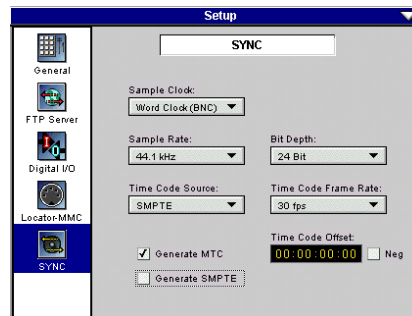 Setup
General
FTP Server
Digital I/O
Locator-MMC
SYNC
SYNC
Sample Clock:
Word Clock (BNC)
Sample Rate:
Bit Depth:
44.1 kHz
24 Bit
Time Code Source:
Time Code Frame Rate:
SMPTE
30 fps
Time Code Offset:
Generate MTC
00:00:00:00
Neg
Generate SMPTE